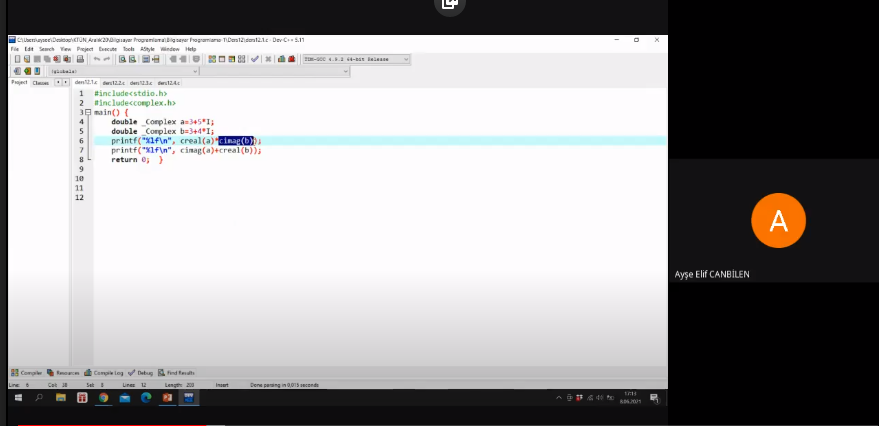 C:\Users\aysee\Desktop\KTÜN_Aralık20\Bilgisayar Programlama\Bilgisayar Programlama-1\Ders12\ders12.1.c - Dev-C++ 5.11
File Edit Search View Project Execute Tools AStyle Window Help
TDM-GCC 4.9.2 64-bit Release
(globals)
Project Classes ders12.1.c ders12.2.c ders12.3.c ders12.4.c
1 #include<stdio.h>
2 #include<complex.h>
3 main() {
4 double _Complex a=3+5*I;
5 double _Complex b=3+4*I;
6 printf("%lf\n", creal(a)*cimag(b));
7 printf("%lf\n", cimag(a)+creal(b));
8 return 0; }
9
10
11
12
A
Ayşe Elif CANBİLEN
Compiler Resources Compile Log Debug Find Results
Line: 6 Col: 38 Sel: 8 Lines: 12 Length: 200 Insert Done parsing in 0,015 seconds
17:13
8.06.2021